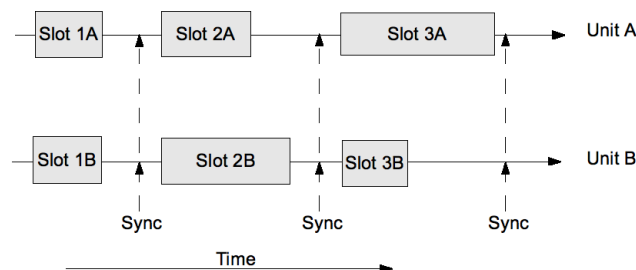 Slot 1A Slot 2A Slot 3A Unit A
Slot 1B Slot 2B Slot 3B Unit B
Sync Sync Sync
Time